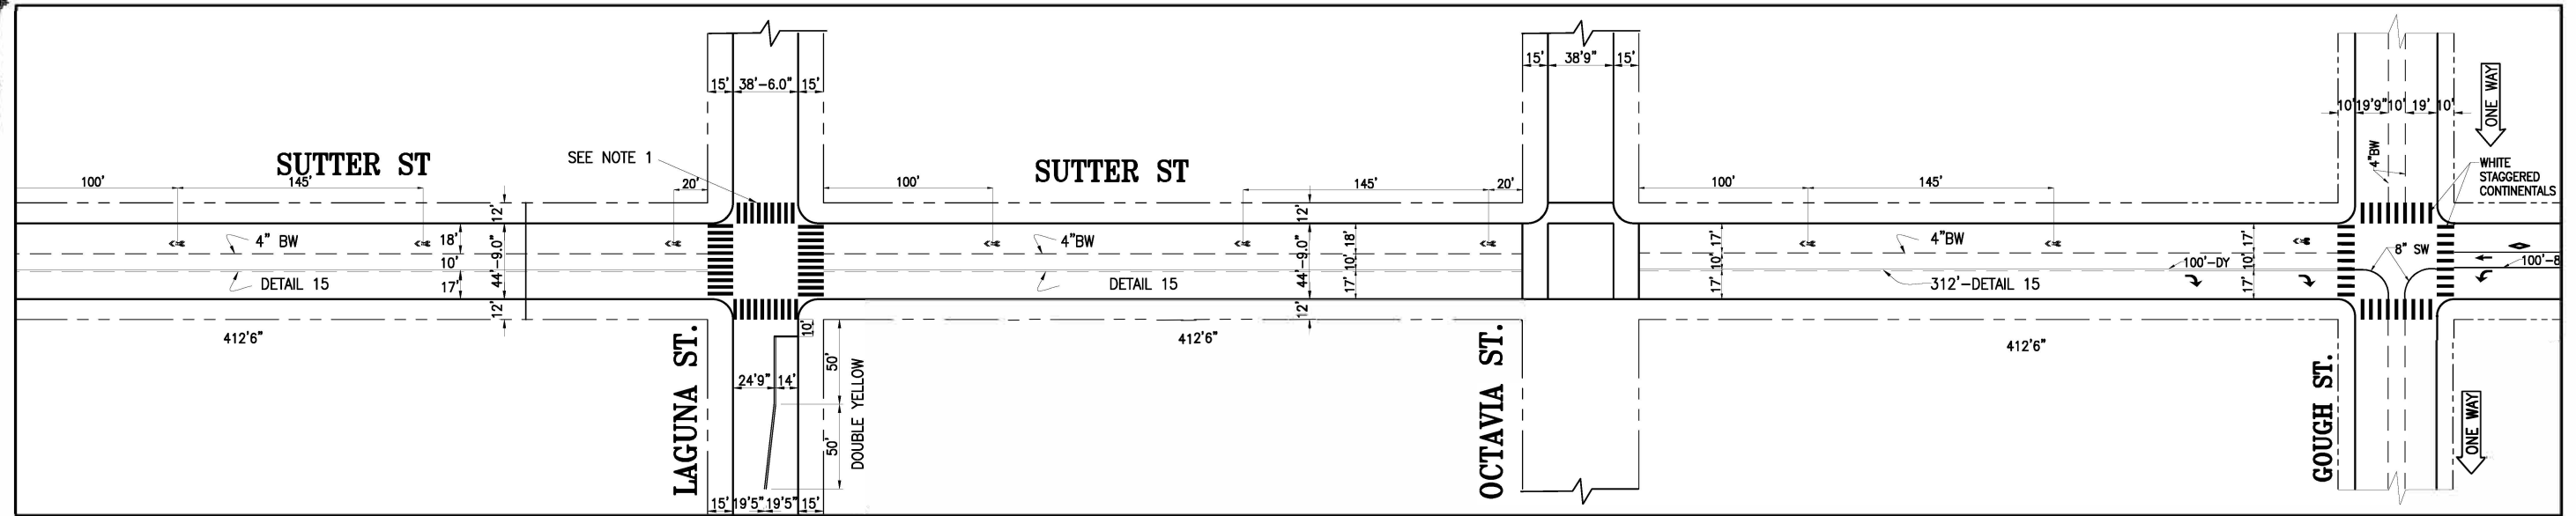 15'
38'-6.0"
15'
15'
38'9"
15'
10'
19'9"
10'
19'
10'
ONE WAY
4"BW
WHITE
STAGGERED
CONTINENTALS
SUTTER ST
SEE NOTE 1
SUTTER ST
100'
145'
20'
100'
145'
20'
100'
145'
12'
12'
4" BW
18'
10'
17'
44'-9.0"
DETAIL 15
12'
4"BW
44'-9.0"
18'
10'
17'
DETAIL 15
12'
17'
10'
17'
4"BW
312'-DETAIL 15
100'-DY
17'
10'
17'
8" SW
100'-8
412'6"
412'6"
412'6"
LAGUNA ST.
10'
24'9"
14'
50'
50'
DOUBLE YELLOW
15'
19'5"
19'5"
15'
OCTAVIA ST.
GOUGH ST.
ONE WAY